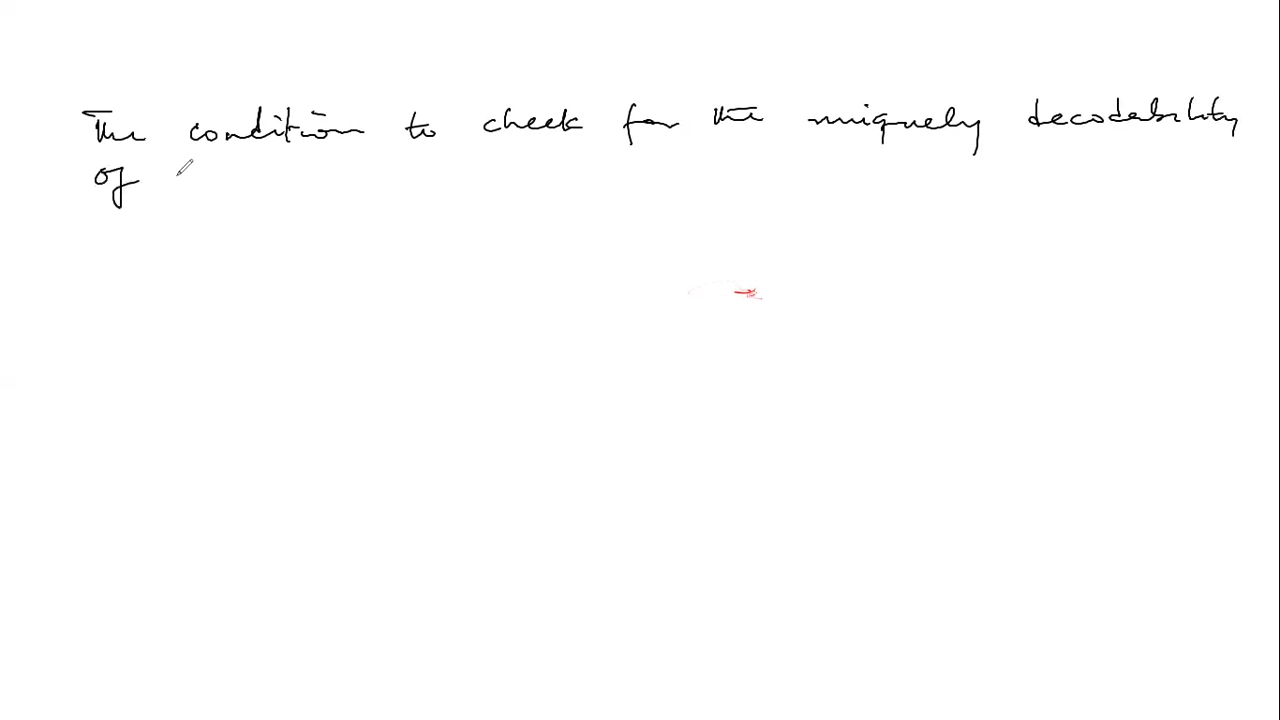 The condition to check for the uniquely decodability
of